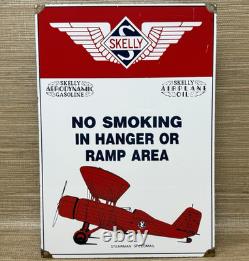 SKELLY
SKELLY
AERODYNAMIC
GASOLINE
SKELLY
AIRPLANE
OIL
NO SMOKING
IN HANGER OR
RAMP AREA
STEARMAN SPEEDMAIL